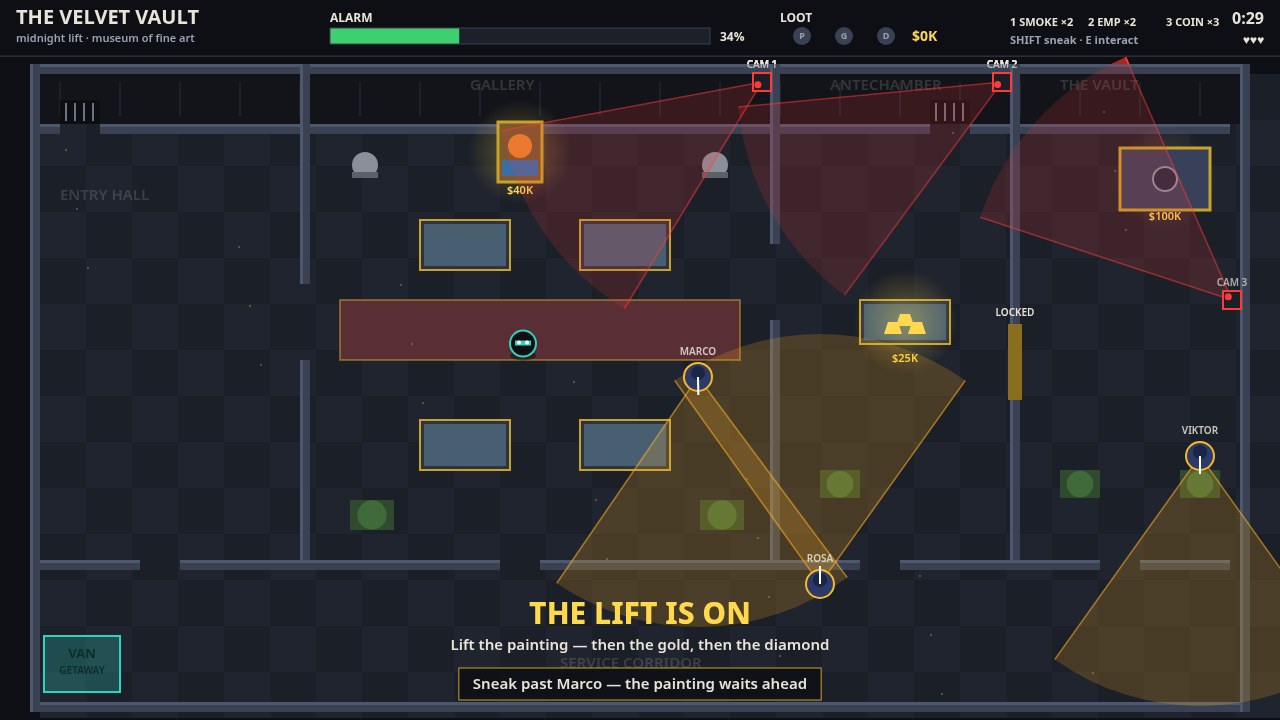 THE VELVET VAULT
midnight lift · museum of fine art
ALARM
34%
LOOT
P G D $0K
1 SMOKE ×2 2 EMP ×2 3 COIN ×3
SHIFT sneak · E interact
0:29
♥♥♥
CAM 1
CAM 2
GALLERY
ANTECHAMBER
THE VAULT
ENTRY HALL
$40K
$100K
CAM 3
LOCKED
MARCO
$25K
VIKTOR
ROSA
THE LIFT IS ON
Lift the painting — then the gold, then the diamond
SERVICE CORRIDOR
Sneak past Marco — the painting waits ahead
VAN
GETAWAY